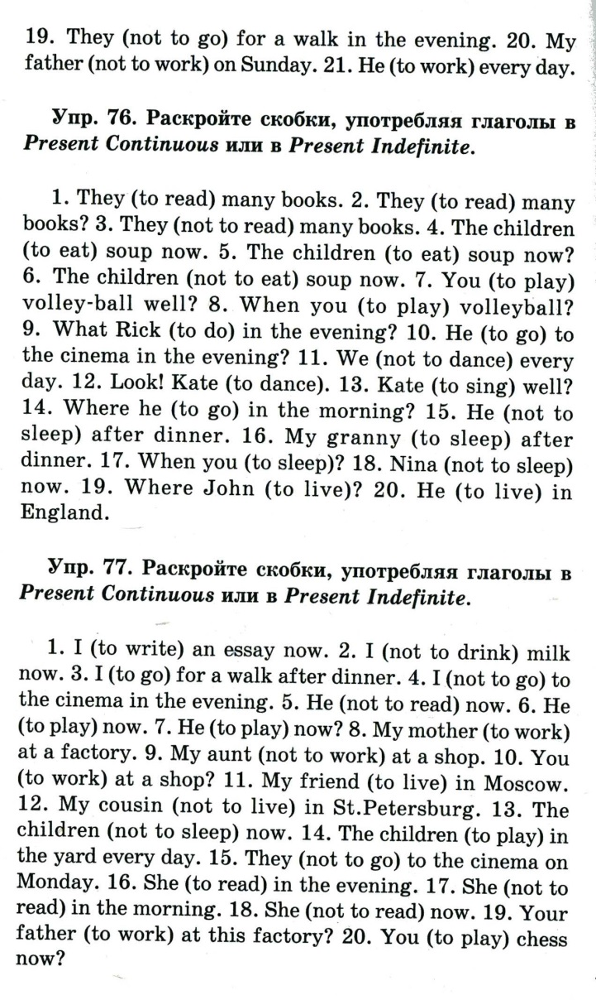 19. They (not to go) for a walk in the evening. 20. My
father (not to work) on Sunday. 21. He (to work) every day.
Упр. 76. Раскройте скобки, употребляя глаголы в
Present Continuous или в Present Indefinite.
1. They (to read) many books. 2. They (to read) many
books? 3. They (not to read) many books. 4. The children
(to eat) soup now. 5. The children (to eat) soup now?
6. The children (not to eat) soup now. 7. You (to play)
volley-ball well? 8. When you (to play) volleyball?
9. What Rick (to do) in the evening? 10. He (to go) to
the cinema in the evening? 11. We (not to dance) every
day. 12. Look! Kate (to dance). 13. Kate (to sing) well?
14. Where he (to go) in the morning? 15. He (not to
sleep) after dinner. 16. My granny (to sleep) after
dinner. 17. When you (to sleep)? 18. Nina (not to sleep)
now. 19. Where John (to live)? 20. He (to live) in
England.
Упр. 77. Раскройте скобки, употребляя глаголы в
Present Continuous или в Present Indefinite.
1. I (to write) an essay now. 2. I (not to drink) milk
now. 3. I (to go) for a walk after dinner. 4. I (not to go) to
the cinema in the evening. 5. He (not to read) now. 6. He
(to play) now. 7. He (to play) now? 8. My mother (to work)
at a factory. 9. My aunt (not to work) at a shop. 10. You
(to work) at a shop? 11. My friend (to live) in Moscow.
12. My cousin (not to live) in St.Petersburg. 13. The
children (not to sleep) now. 14. The children (to play) in
the yard every day. 15. They (not to go) to the cinema on
Monday. 16. She (to read) in the evening. 17. She (not to
read) in the morning. 18. She (not to read) now. 19. Your
father (to work) at this factory? 20. You (to play) chess
now?